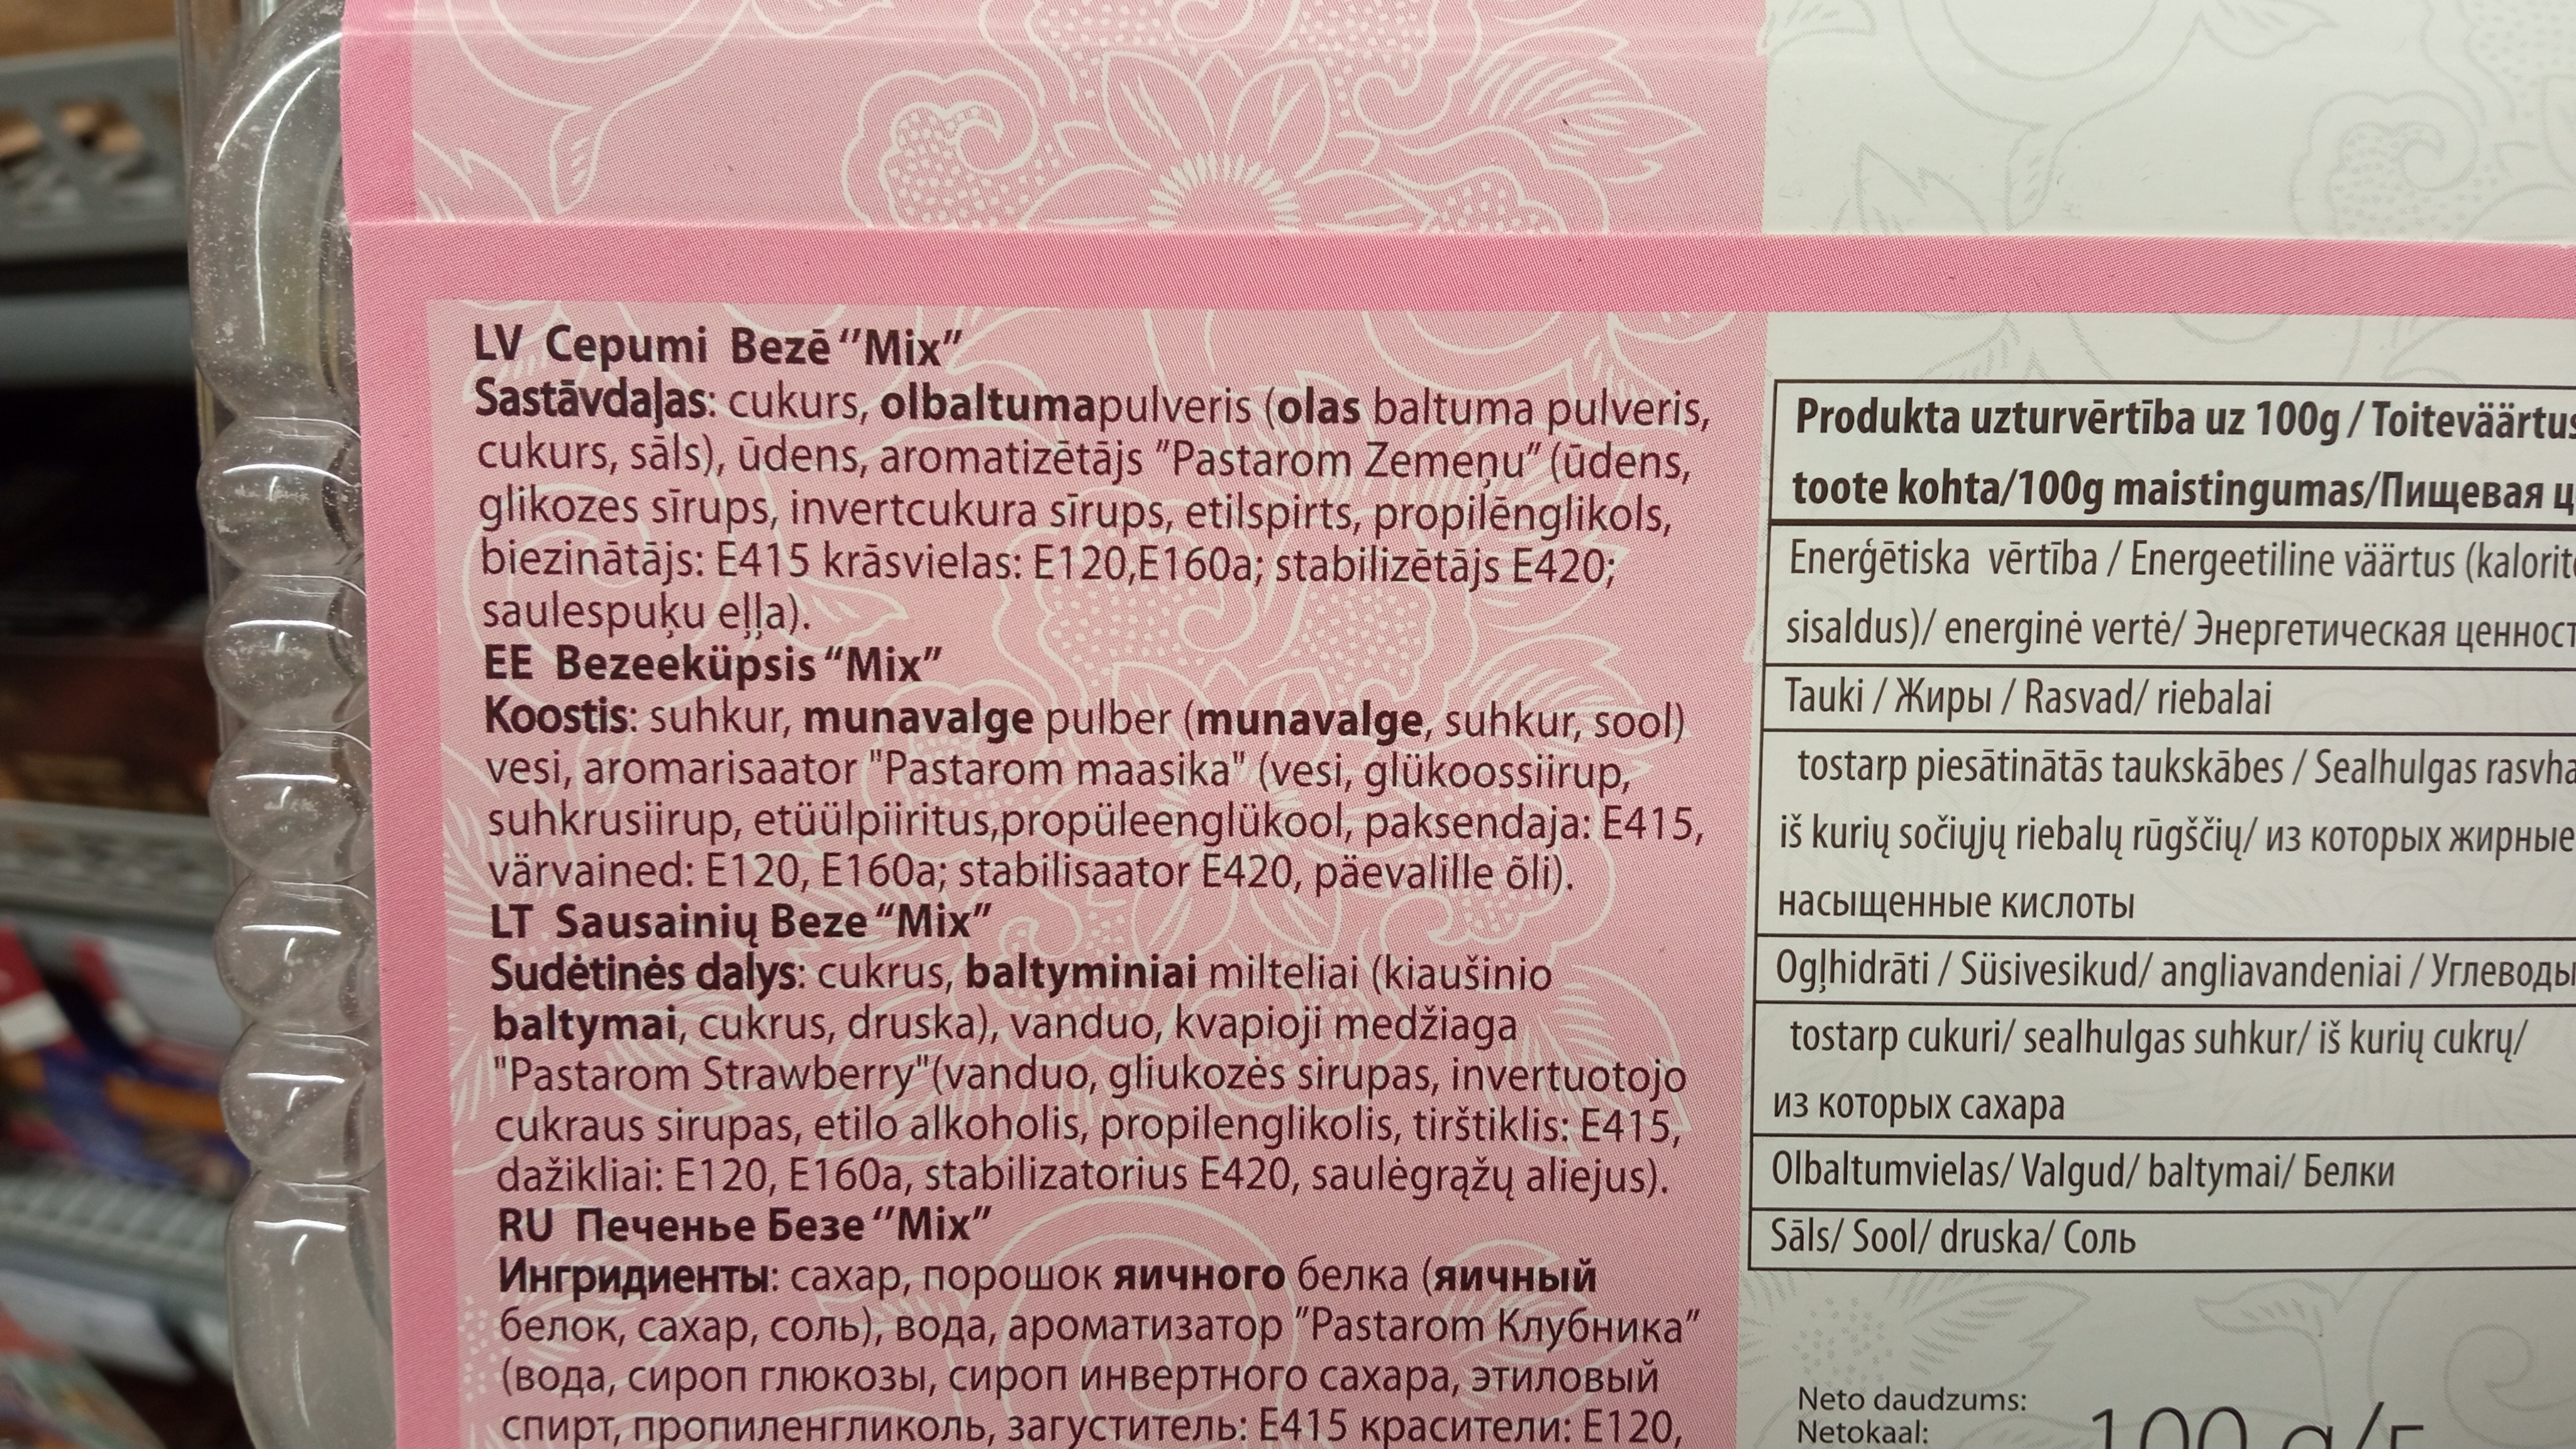 LV Cepumi Bezē "Mix"
Sastāvdaļas: cukurs, olbaltumapulveris (olas baltuma pulveris,
cukurs, sāls), ūdens, aromatizētājs "Pastarom Zemeņu" (ūdens,
glikozes sīrups, invertcukura sīrups, etilspirts, propilēnglikols,
biezinātājs: E415 krāsvielas: E120,E160a; stabilizētājs E420;
saulespuķu eļļa).
EE Bezeeküpsis "Mix"
Koostis: suhkur, munavalge pulber (munavalge, suhkur, sool)
vesi, aromarisaator "Pastarom maasika" (vesi, glükoossiirup,
suhkrusiirup, etüülpiiritus,propüleenglükool, paksendaja: E415,
värvained: E120, E160a; stabilisaator E420, päevalille õli).
LT Sausainių Beze "Mix"
Sudėtinės dalys: cukrus, baltyminiai milteliai (kiaušinio
baltymai, cukrus, druska), vanduo, kvapioji medžiaga
"Pastarom Strawberry"(vanduo, gliukozės sirupas, invertuotojo
cukraus sirupas, etilo alkoholis, propilenglikolis, tirštiklis: E415,
dažikliai: E120, E160a, stabilizatorius E420, saulėgrąžų aliejus).
RU Печенье Безе "Mix"
Ингридиенты: сахар, порошок яичного белка (яичный
белок, сахар, соль), вода, ароматизатор "Pastarom Клубника"
(вода, сироп глюкозы, сироп инвертного сахара, этиловый
спирт, пропиленгликоль, загуститель: E415 красители: E120,
Produkta uzturvērtība uz 100g / Toiteväärtus
toote kohta/100g maistingumas/Пищевая ц
Enerģētiska vērtība / Energeetiline väärtus (kalorit
sisaldus)/ energinė vertė/ Энергетическая ценност
Tauki / Жиры / Rasvad/ riebalai
tostarp piesātinātās taukskābes / Sealhulgas rasvha
iš kurių sočiųjų riebalų rūgščių/ из которых жирные
насыщенные кислоты
Ogļhidrāti / Süsivesikud/ angliavandeniai / Углеводы
tostarp cukuri/ sealhulgas suhkur/ iš kurių cukrų/
из которых сахара
Olbaltumvielas/ Valgud/ baltymai/ Белки
Sāls/ Sool/ druska/ Соль
Neto daudzums:
Netokaal:
100 g/